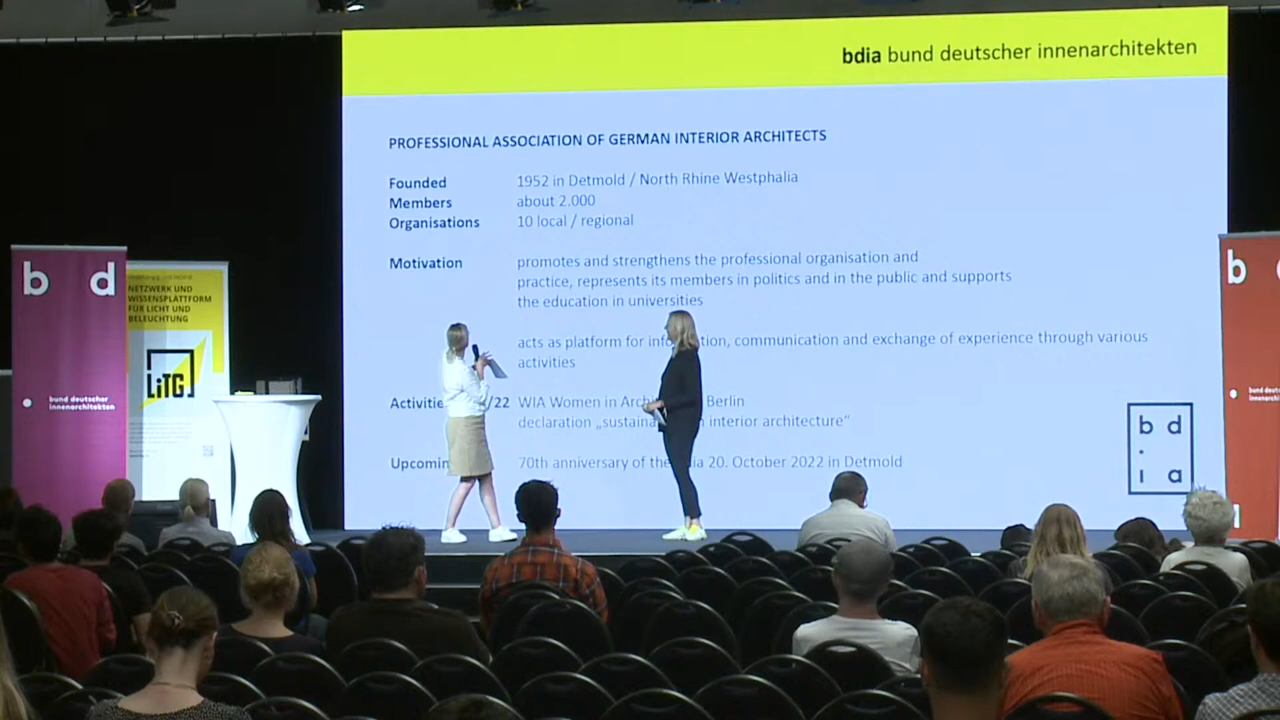 bdia bund deutscher innenarchitekten
PROFESSIONAL ASSOCIATION OF GERMAN INTERIOR ARCHITECTS
Founded 1952 in Detmold / North Rhine Westphalia
Members about 2.000
Organisations 10 local / regional
Motivation promotes and strengthens the professional organisation and
practice, represents its members in politics and in the public and supports
the education in universities
acts as platform for tion, communication and exchange of experience through various
activities
/22 WIA Women in Berlin
declaration „sustaina interior architecture“
70th anniversary of the 20. October 2022 in Detmold
b d
i a
b d
bund deutscher
innenarchitekten
NETZWERK UND
WISSENSPLATTFORM
FÜR LICHT UND
BELEUCHTUNG
LiTG
b